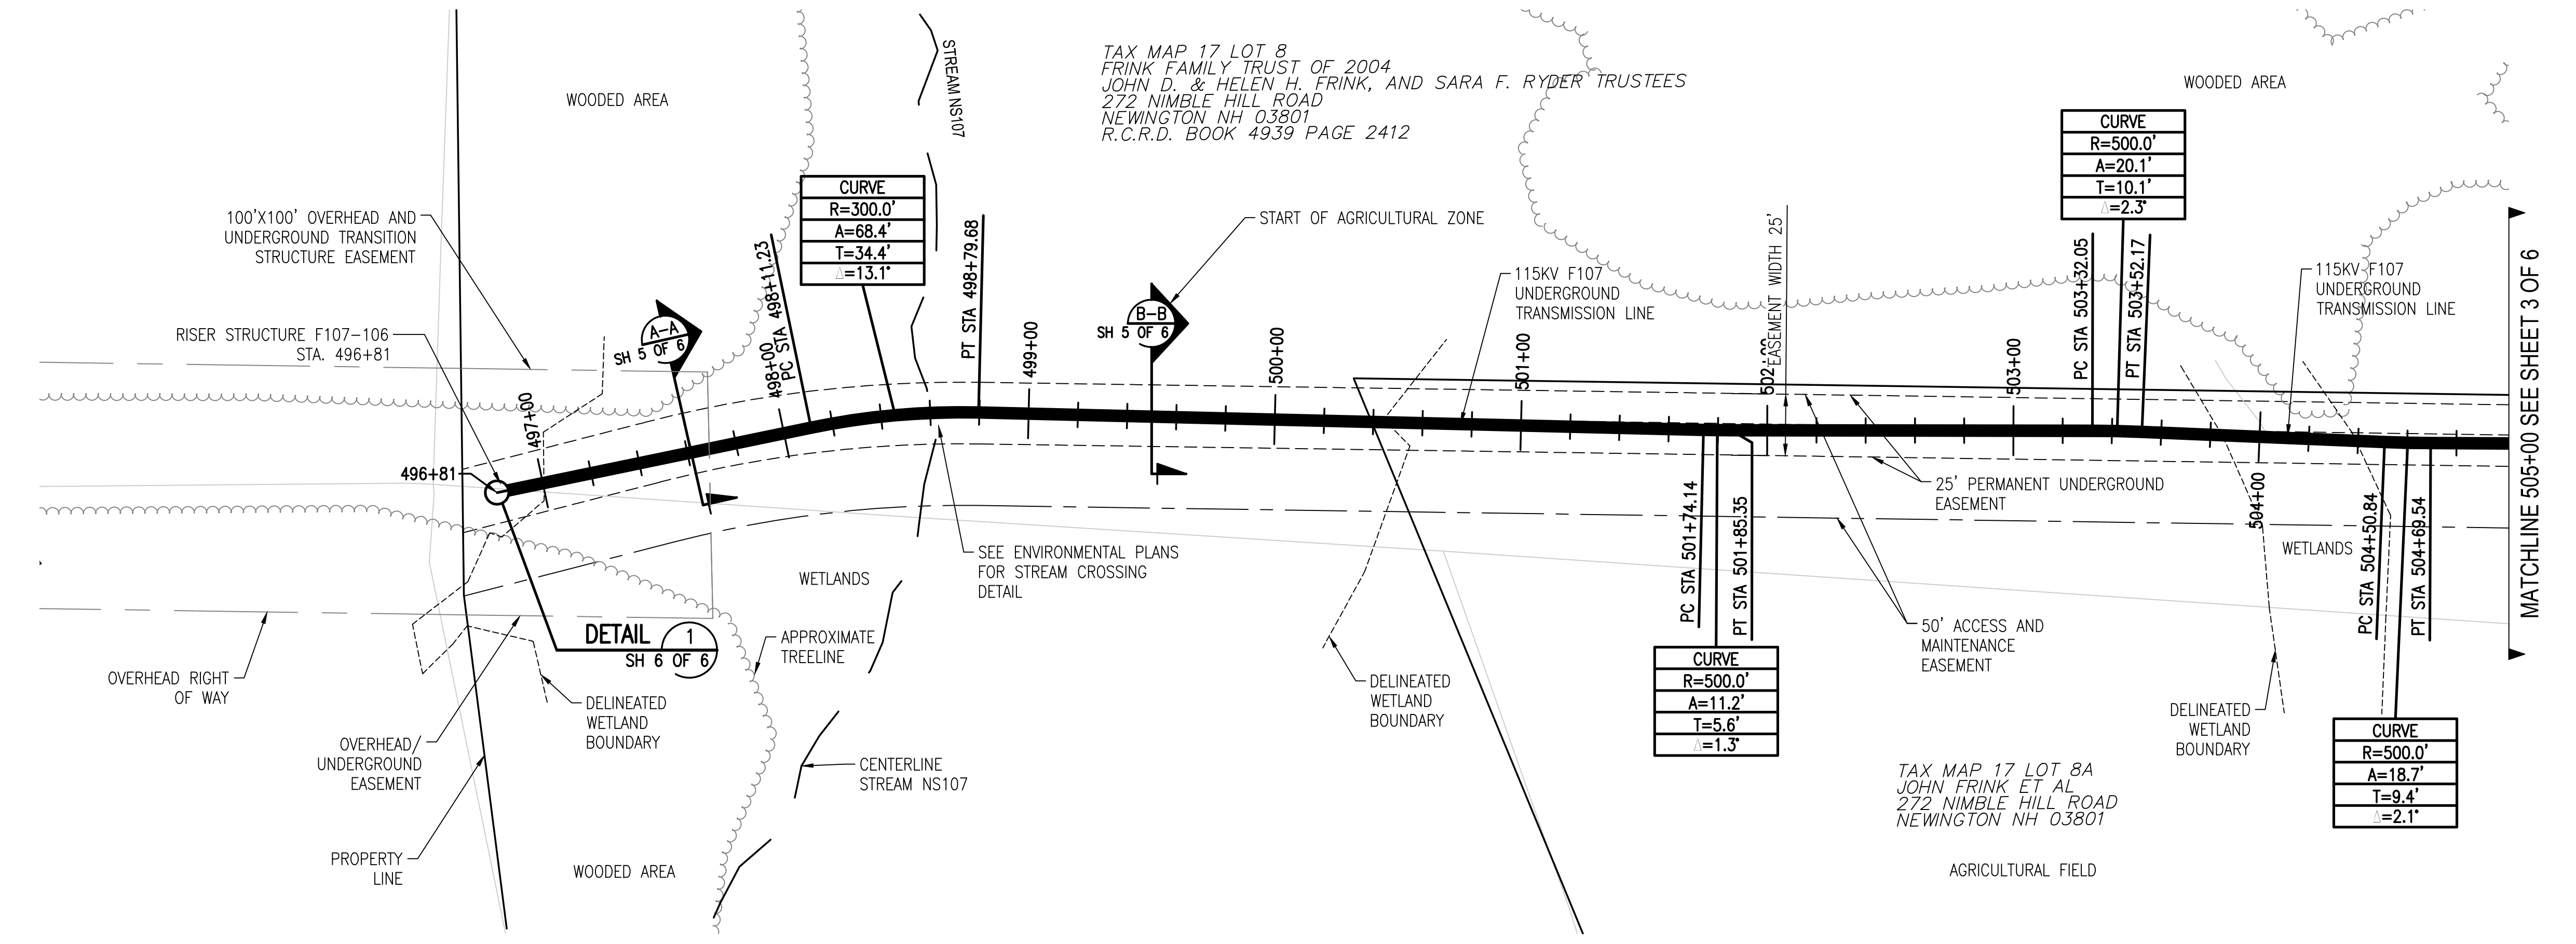 STREAM NS107
TAX MAP 17 LOT 8
FRINK FAMILY TRUST OF 2004
JOHN D. & HELEN H. FRINK, AND SARA F. RYDER TRUSTEES
272 NIMBLE HILL ROAD
NEWINGTON NH 03801
R.C.R.D. BOOK 4939 PAGE 2412
WOODED AREA
WOODED AREA
CURVE
R=500.0'
A=20.1'
T=10.1'
Δ=2.3°
CURVE
R=300.0'
A=68.4'
T=34.4'
Δ=13.1°
100'X100' OVERHEAD AND
UNDERGROUND TRANSITION
STRUCTURE EASEMENT
START OF AGRICULTURAL ZONE
RISER STRUCTURE F107-106
STA. 496+81
A-A
SH 5 OF 6
B-B
SH 5 OF 6
115KV F107
UNDERGROUND
TRANSMISSION LINE
115KV F107
UNDERGROUND
TRANSMISSION LINE
EASEMENT WIDTH 25'
496+81
497+00
498+00
PC STA 498+11.23
PT STA 498+79.68
499+00
500+00
501+00
502+00
503+00
PC STA 503+32.05
PT STA 503+52.17
504+00
MATCHLINE 505+00 SEE SHEET 3 OF 6
25' PERMANENT UNDERGROUND
EASEMENT
PC STA 501+74.14
PT STA 501+85.35
PC STA 504+50.84
PT STA 504+69.54
WETLANDS
WETLANDS
SEE ENVIRONMENTAL PLANS
FOR STREAM CROSSING
DETAIL
DETAIL
1
SH 6 OF 6
APPROXIMATE
TREELINE
50' ACCESS AND
MAINTENANCE
EASEMENT
OVERHEAD RIGHT
OF WAY
DELINEATED
WETLAND
BOUNDARY
DELINEATED
WETLAND
BOUNDARY
DELINEATED
WETLAND
BOUNDARY
CURVE
R=500.0'
A=11.2'
T=5.6'
Δ=1.3°
CURVE
R=500.0'
A=18.7'
T=9.4'
Δ=2.1°
OVERHEAD/
UNDERGROUND
EASEMENT
CENTERLINE
STREAM NS107
TAX MAP 17 LOT 8A
JOHN FRINK ET AL
272 NIMBLE HILL ROAD
NEWINGTON NH 03801
PROPERTY
LINE
WOODED AREA
AGRICULTURAL FIELD